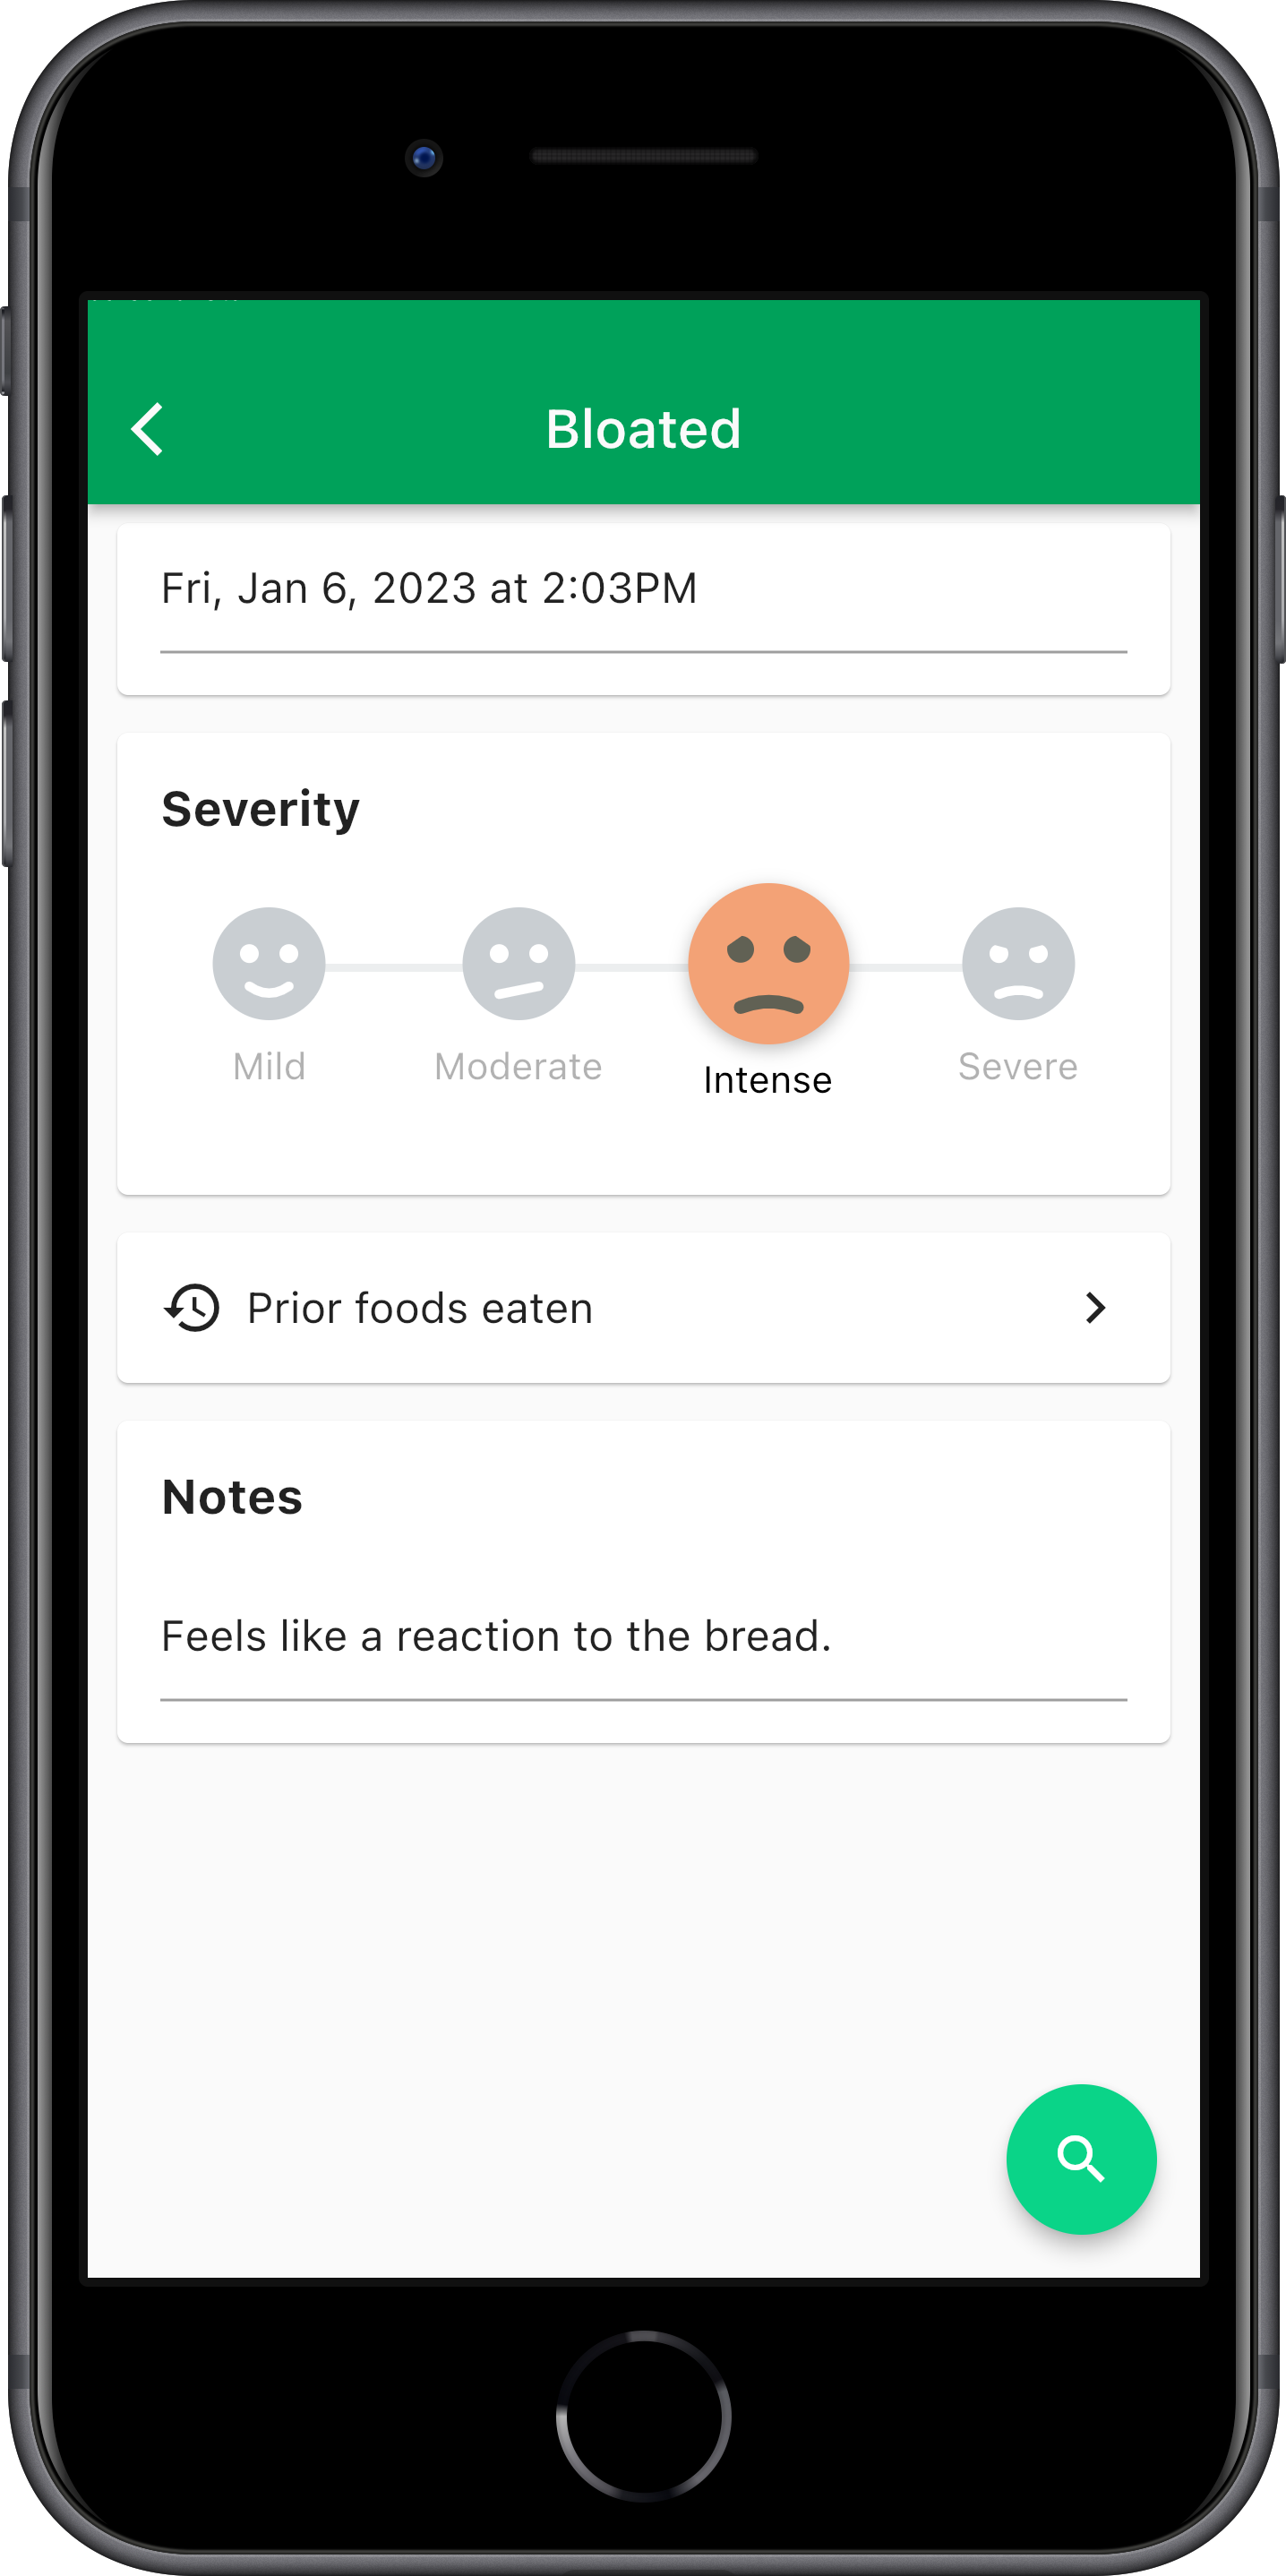 Bloated
Fri, Jan 6, 2023 at 2:03PM
Severity
Mild
Moderate
Intense
Severe
Prior foods eaten
Notes
Feels like a reaction to the bread.